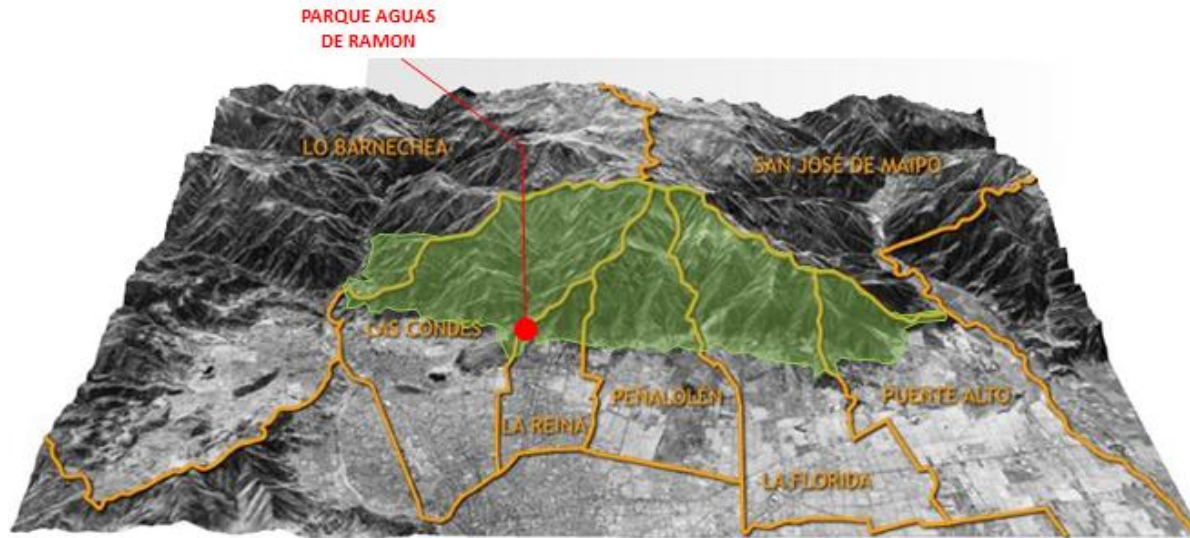 PARQUE AGUAS
DE RAMON
LO BARNECHEA
SAN JOSÉ DE MAIPO
LAS CONDES
PEÑALOLÉN
PUENTE ALTO
LA REINA
LA FLORIDA